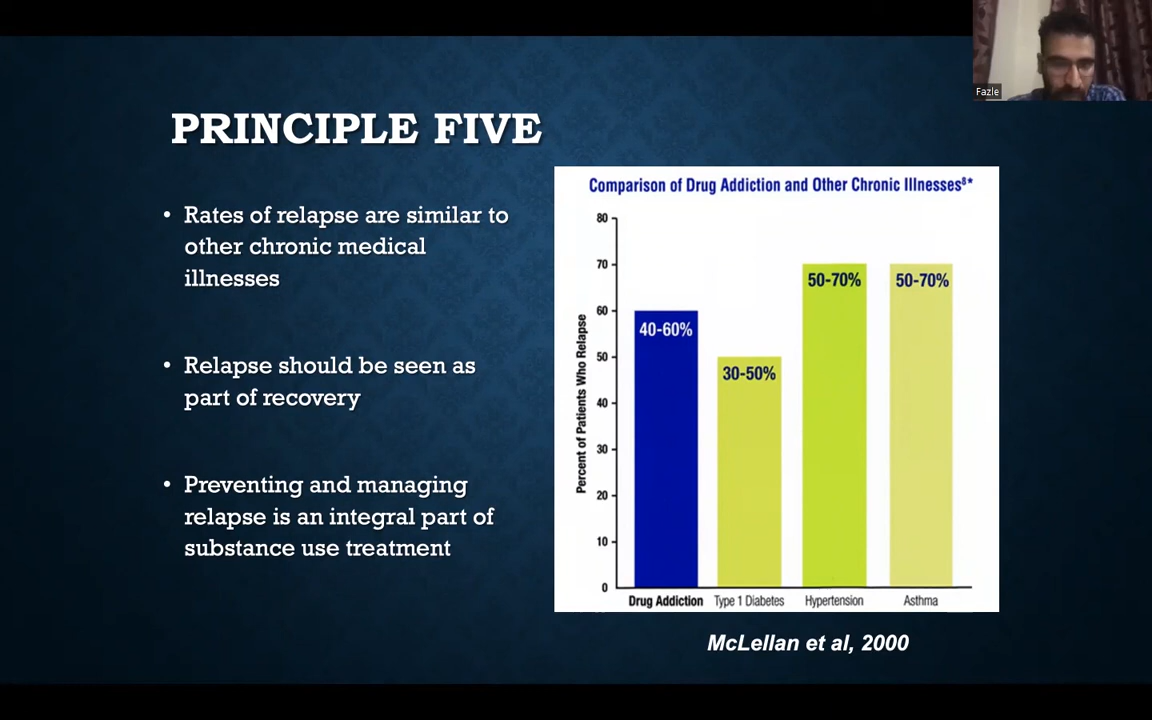 Fazle
PRINCIPLE FIVE
• Rates of relapse are similar to
other chronic medical
illnesses
• Relapse should be seen as
part of recovery
• Preventing and managing
relapse is an integral part of
substance use treatment
Comparison of Drug Addiction and Other Chronic Illnesses⁸*
Percent of Patients Who Relapse
80
70
60
50
40
30
20
10
0
40-60%
30-50%
50-70%
50-70%
Drug Addiction Type 1 Diabetes Hypertension Asthma
McLellan et al, 2000